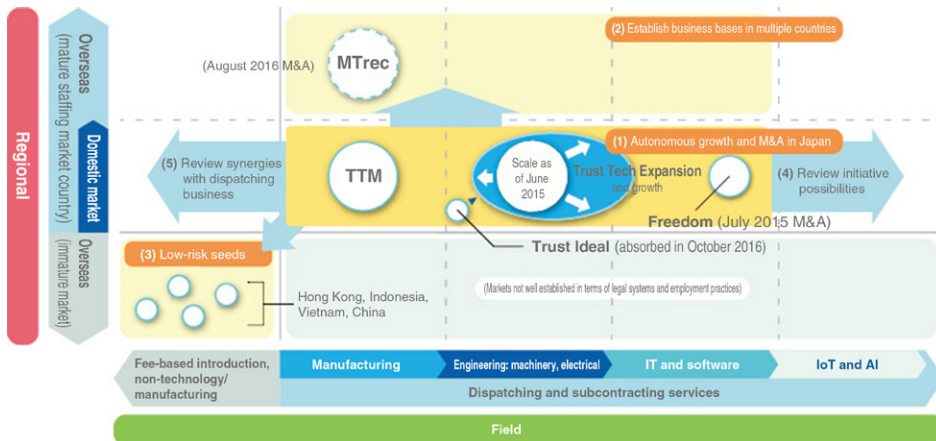 Regional
Overseas
(mature staffing market country)
Domestic market
Overseas
(immature market)
(August 2016 M&A)
MTrec
(2) Establish business bases in multiple countries
(5) Review synergies
with dispatching
business
TTM
Scale as
of June
2015
(1) Autonomous growth and M&A in Japan
Trust Tech Expansion
and growth
(4) Review initiative
possibilities
Freedom (July 2015 M&A)
Trust Ideal (absorbed in October 2016)
(3) Low-risk seeds
Hong Kong, Indonesia,
Vietnam, China
(Markets not well established in terms of legal systems and employment practices)
Fee-based introduction,
non-technology/
manufacturing
Manufacturing
Engineering: machinery, electrical
IT and software
IoT and AI
Dispatching and subcontracting services
Field